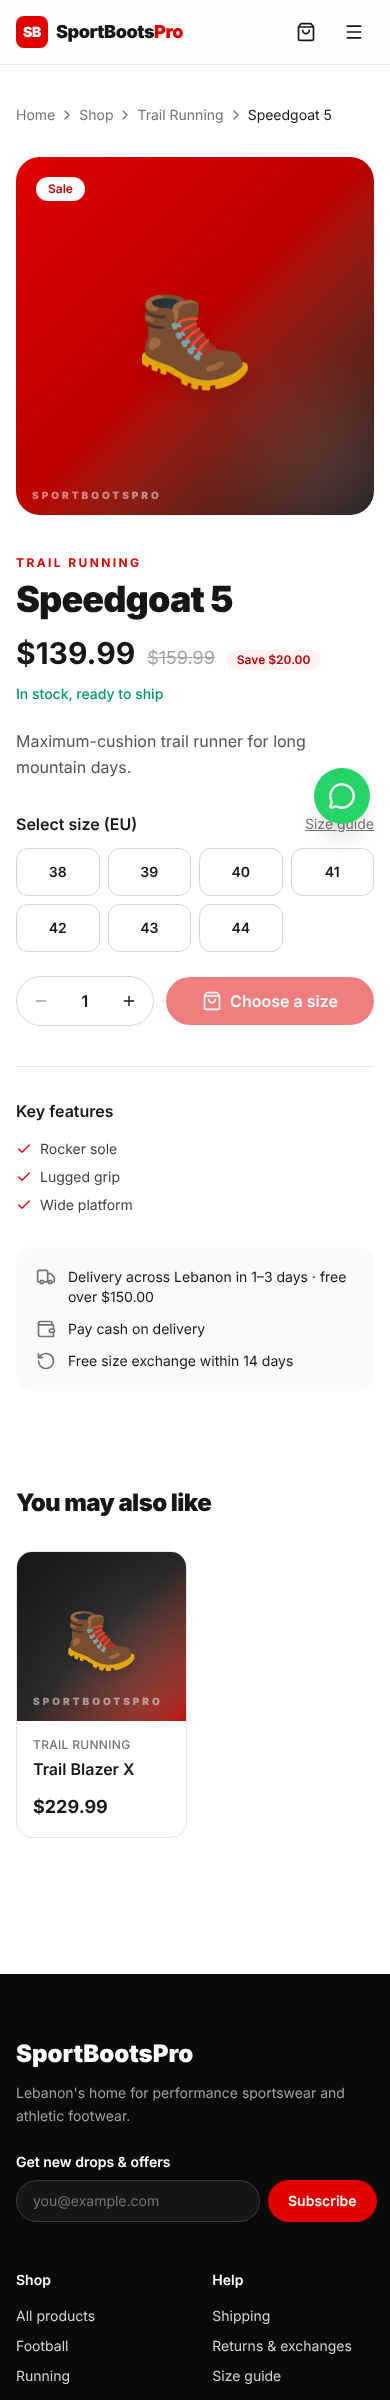 SB SportBootsPro
Home > Shop > Trail Running > Speedgoat 5
Sale
SPORTBOOTSPRO
TRAIL RUNNING
Speedgoat 5
$139.99 $159.99 Save $20.00
In stock, ready to ship
Maximum-cushion trail runner for long
mountain days.
Select size (EU) Size guide
38 39 40 41
42 43 44
1 Choose a size
Key features
Rocker sole
Lugged grip
Wide platform
Delivery across Lebanon in 1–3 days · free
over $150.00
Pay cash on delivery
Free size exchange within 14 days
You may also like
SPORTBOOTSPRO
TRAIL RUNNING
Trail Blazer X
$229.99
SportBootsPro
Lebanon's home for performance sportswear and
athletic footwear.
Get new drops & offers
you@example.com Subscribe
Shop Help
All products Shipping
Football Returns & exchanges
Running Size guide